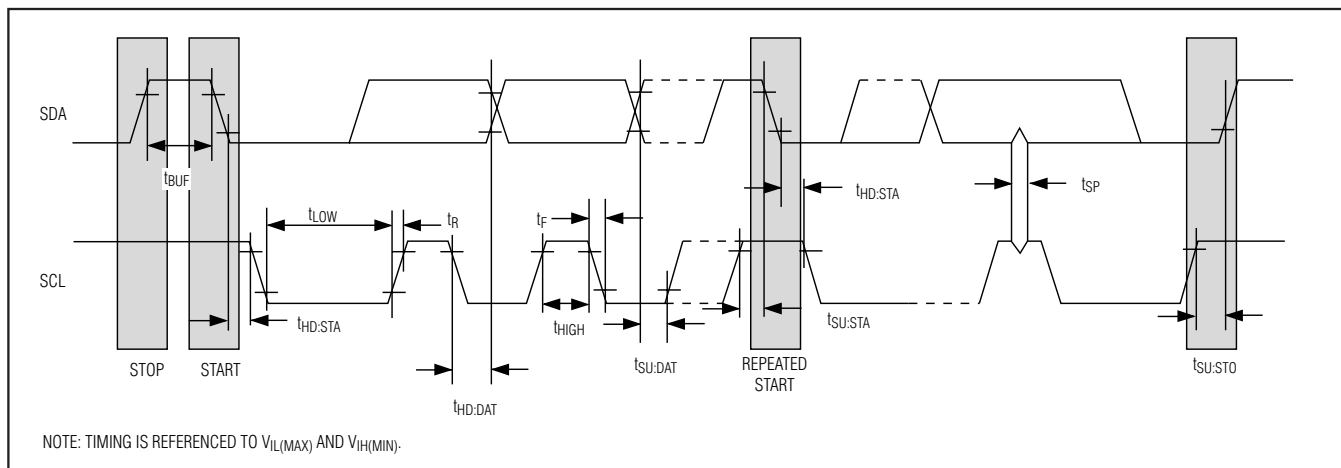 SDA
tBUF
tLOW
tR
tF
tHD:STA
tSP
SCL
tHD:STA
tHIGH
tSU:DAT
tSU:STA
tSU:STO
STOP
START
REPEATED
START
tHD:DAT
NOTE: TIMING IS REFERENCED TO VIL(MAX) AND VIH(MIN).